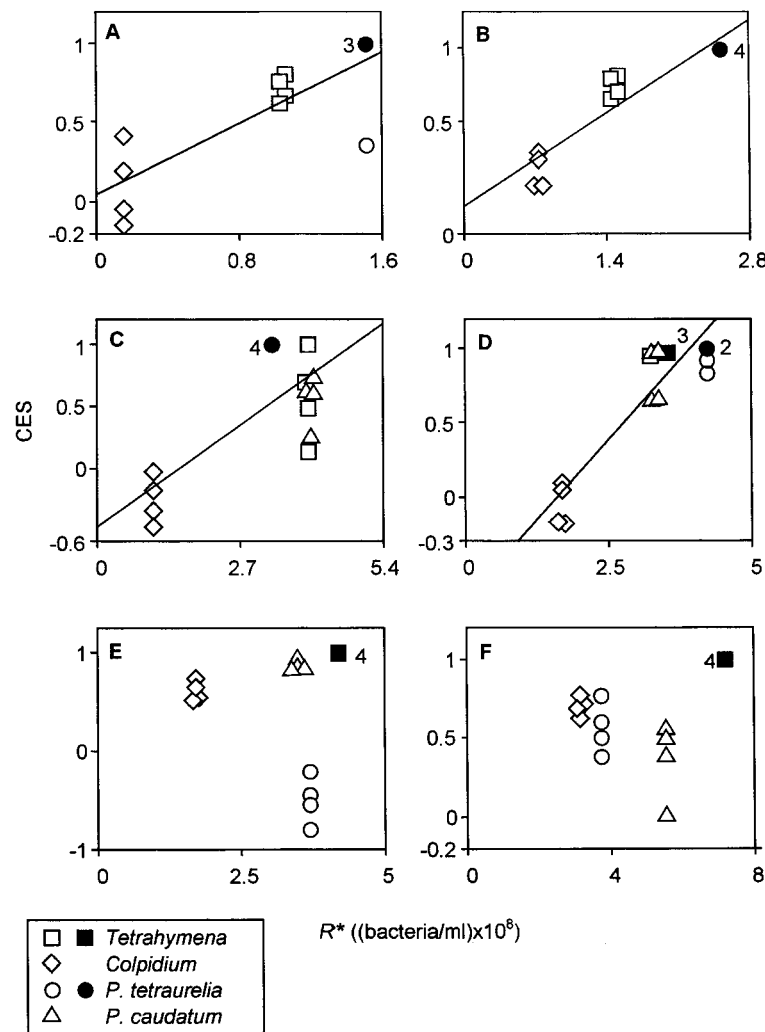 A
3
1
0.5
0
-0.2
0 0.8 1.6
B
4
1
0.5
0
0 1.4 2.8
C
4
1
0.5
0
-0.6
0 2.7 5.4
D
3
2
1
0.5
0
-0.3
0 2.5 5
CES
E
4
1
0
-1
0 2.5 5
F
4
1
0.5
0
-0.2
0 4 8
R* ((bacteria/ml)x10⁸)
Tetrahymena
Colpidium
P. tetraurelia
P. caudatum